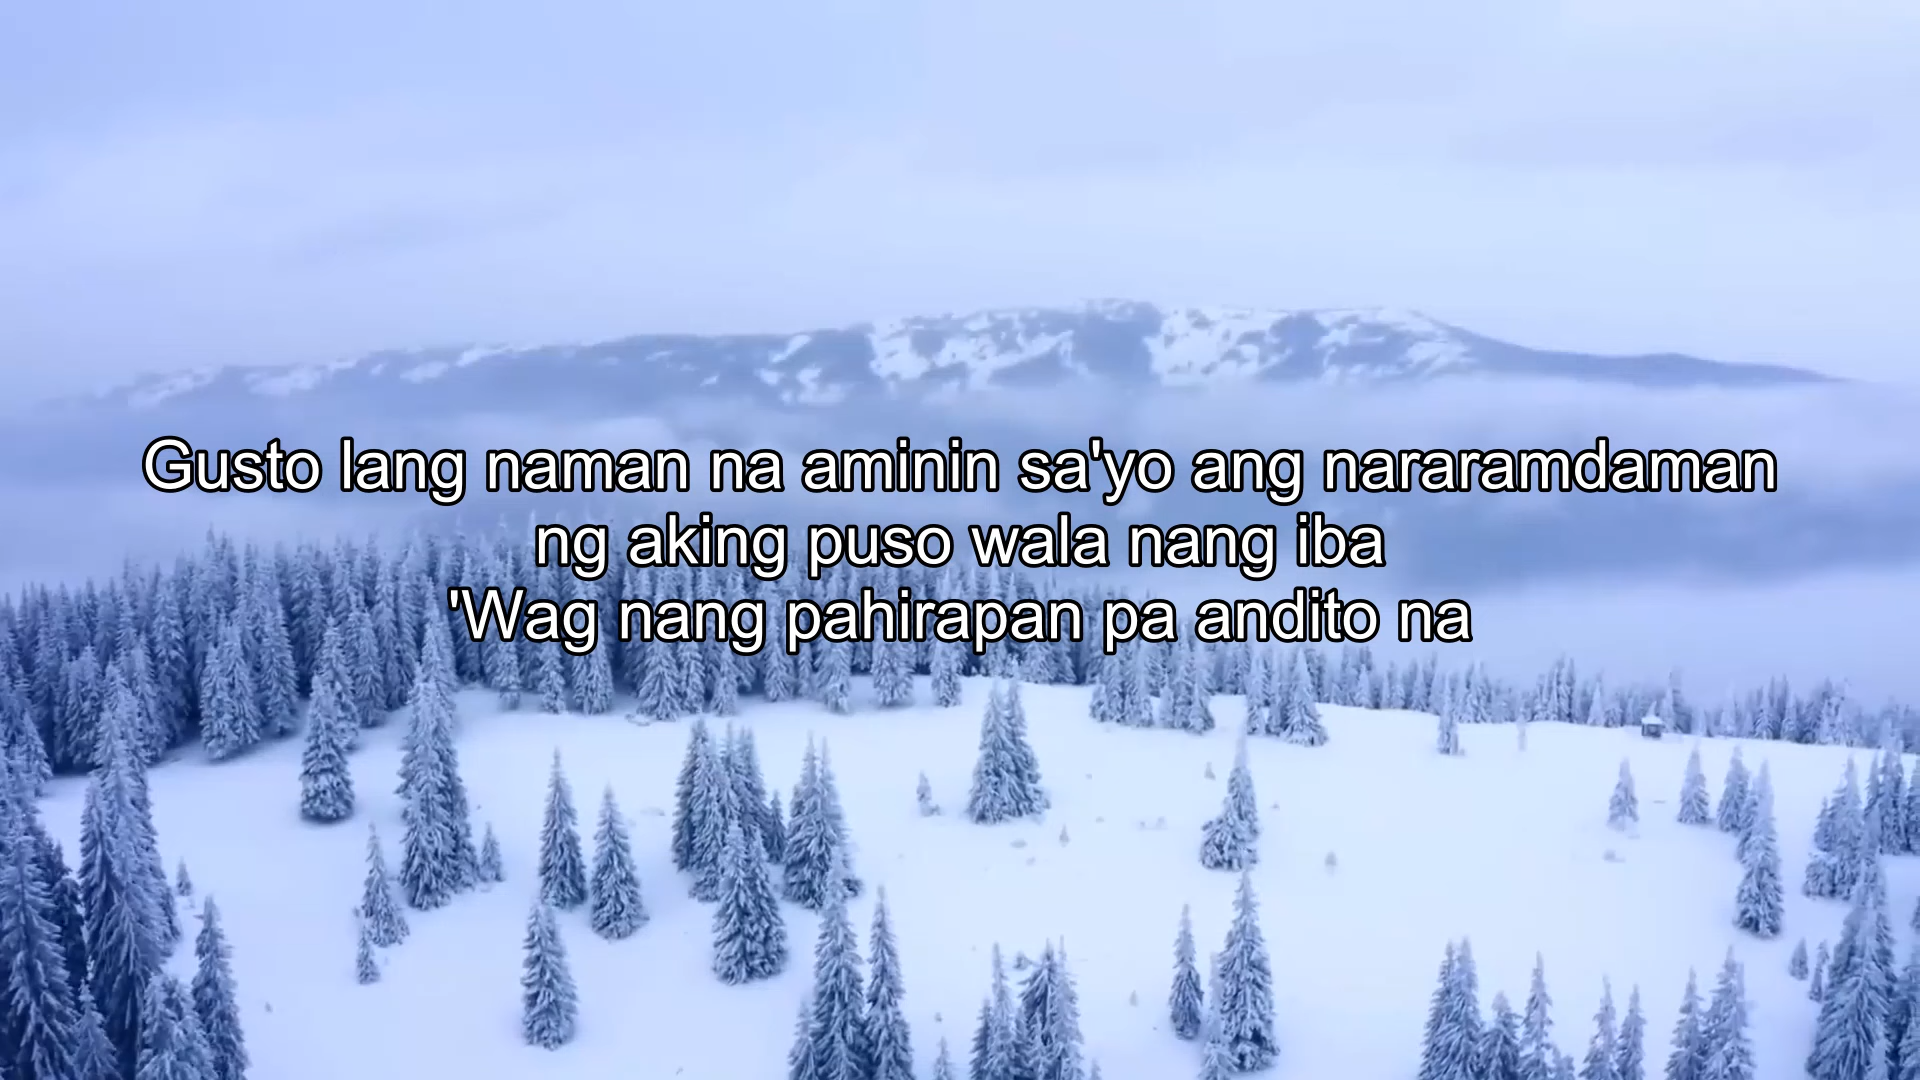 Gusto lang naman na aminin sa'yo ang nararamdaman
ng aking puso wala nang iba
'Wag nang pahirapan pa andito na